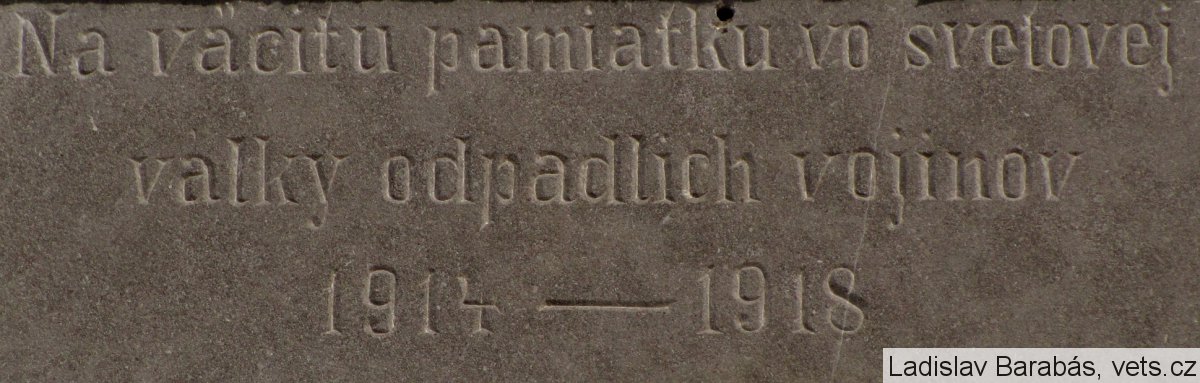 Na väčitu pamiatku vo svetovej
valky odpadlich vojinov
1914 — 1918
Ladislav Barabás, vets.cz